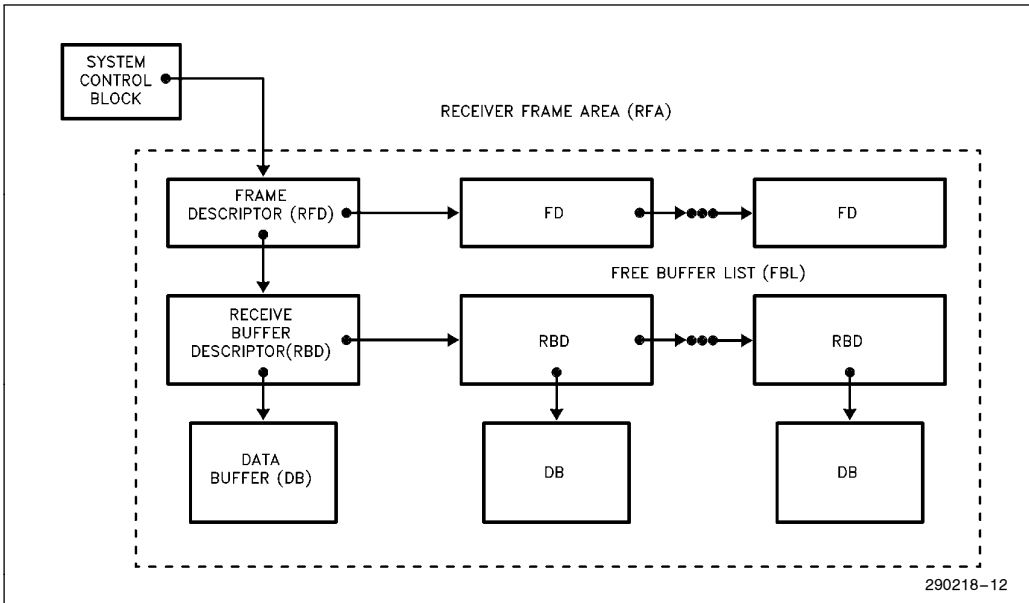 SYSTEM
CONTROL
BLOCK
RECEIVER FRAME AREA (RFA)
FRAME
DESCRIPTOR (RFD)
FD
FD
FREE BUFFER LIST (FBL)
RECEIVE
BUFFER
DESCRIPTOR(RBD)
RBD
RBD
DATA
BUFFER (DB)
DB
DB
290218-12